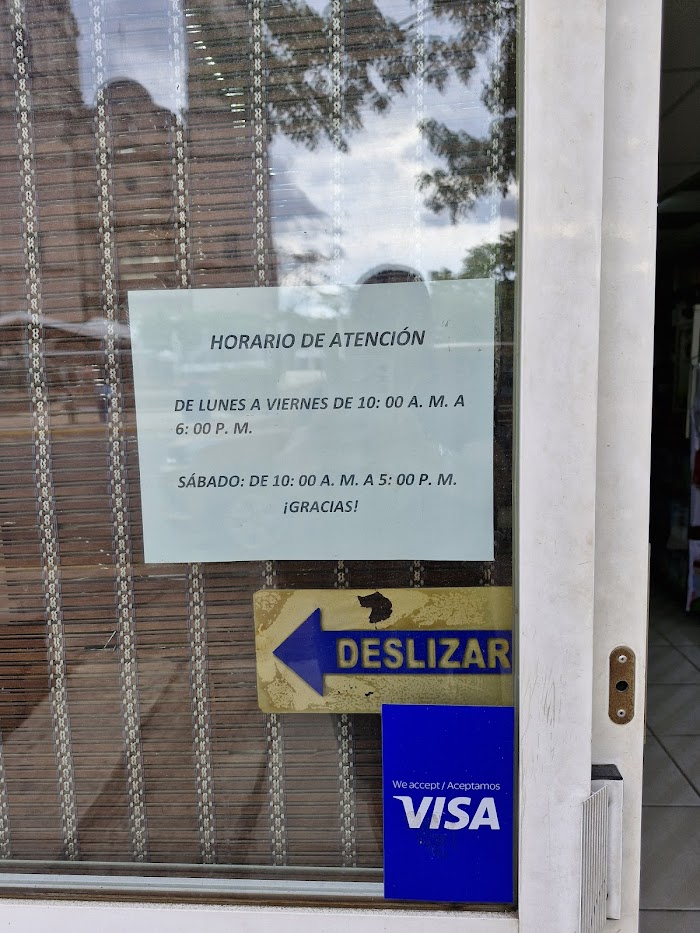 HORARIO DE ATENCIÓN
DE LUNES A VIERNES DE 10: 00 A. M. A
6: 00 P. M.
SÁBADO: DE 10: 00 A. M. A 5: 00 P. M.
¡GRACIAS!
DESLIZAR
We accept / Aceptamos
VISA